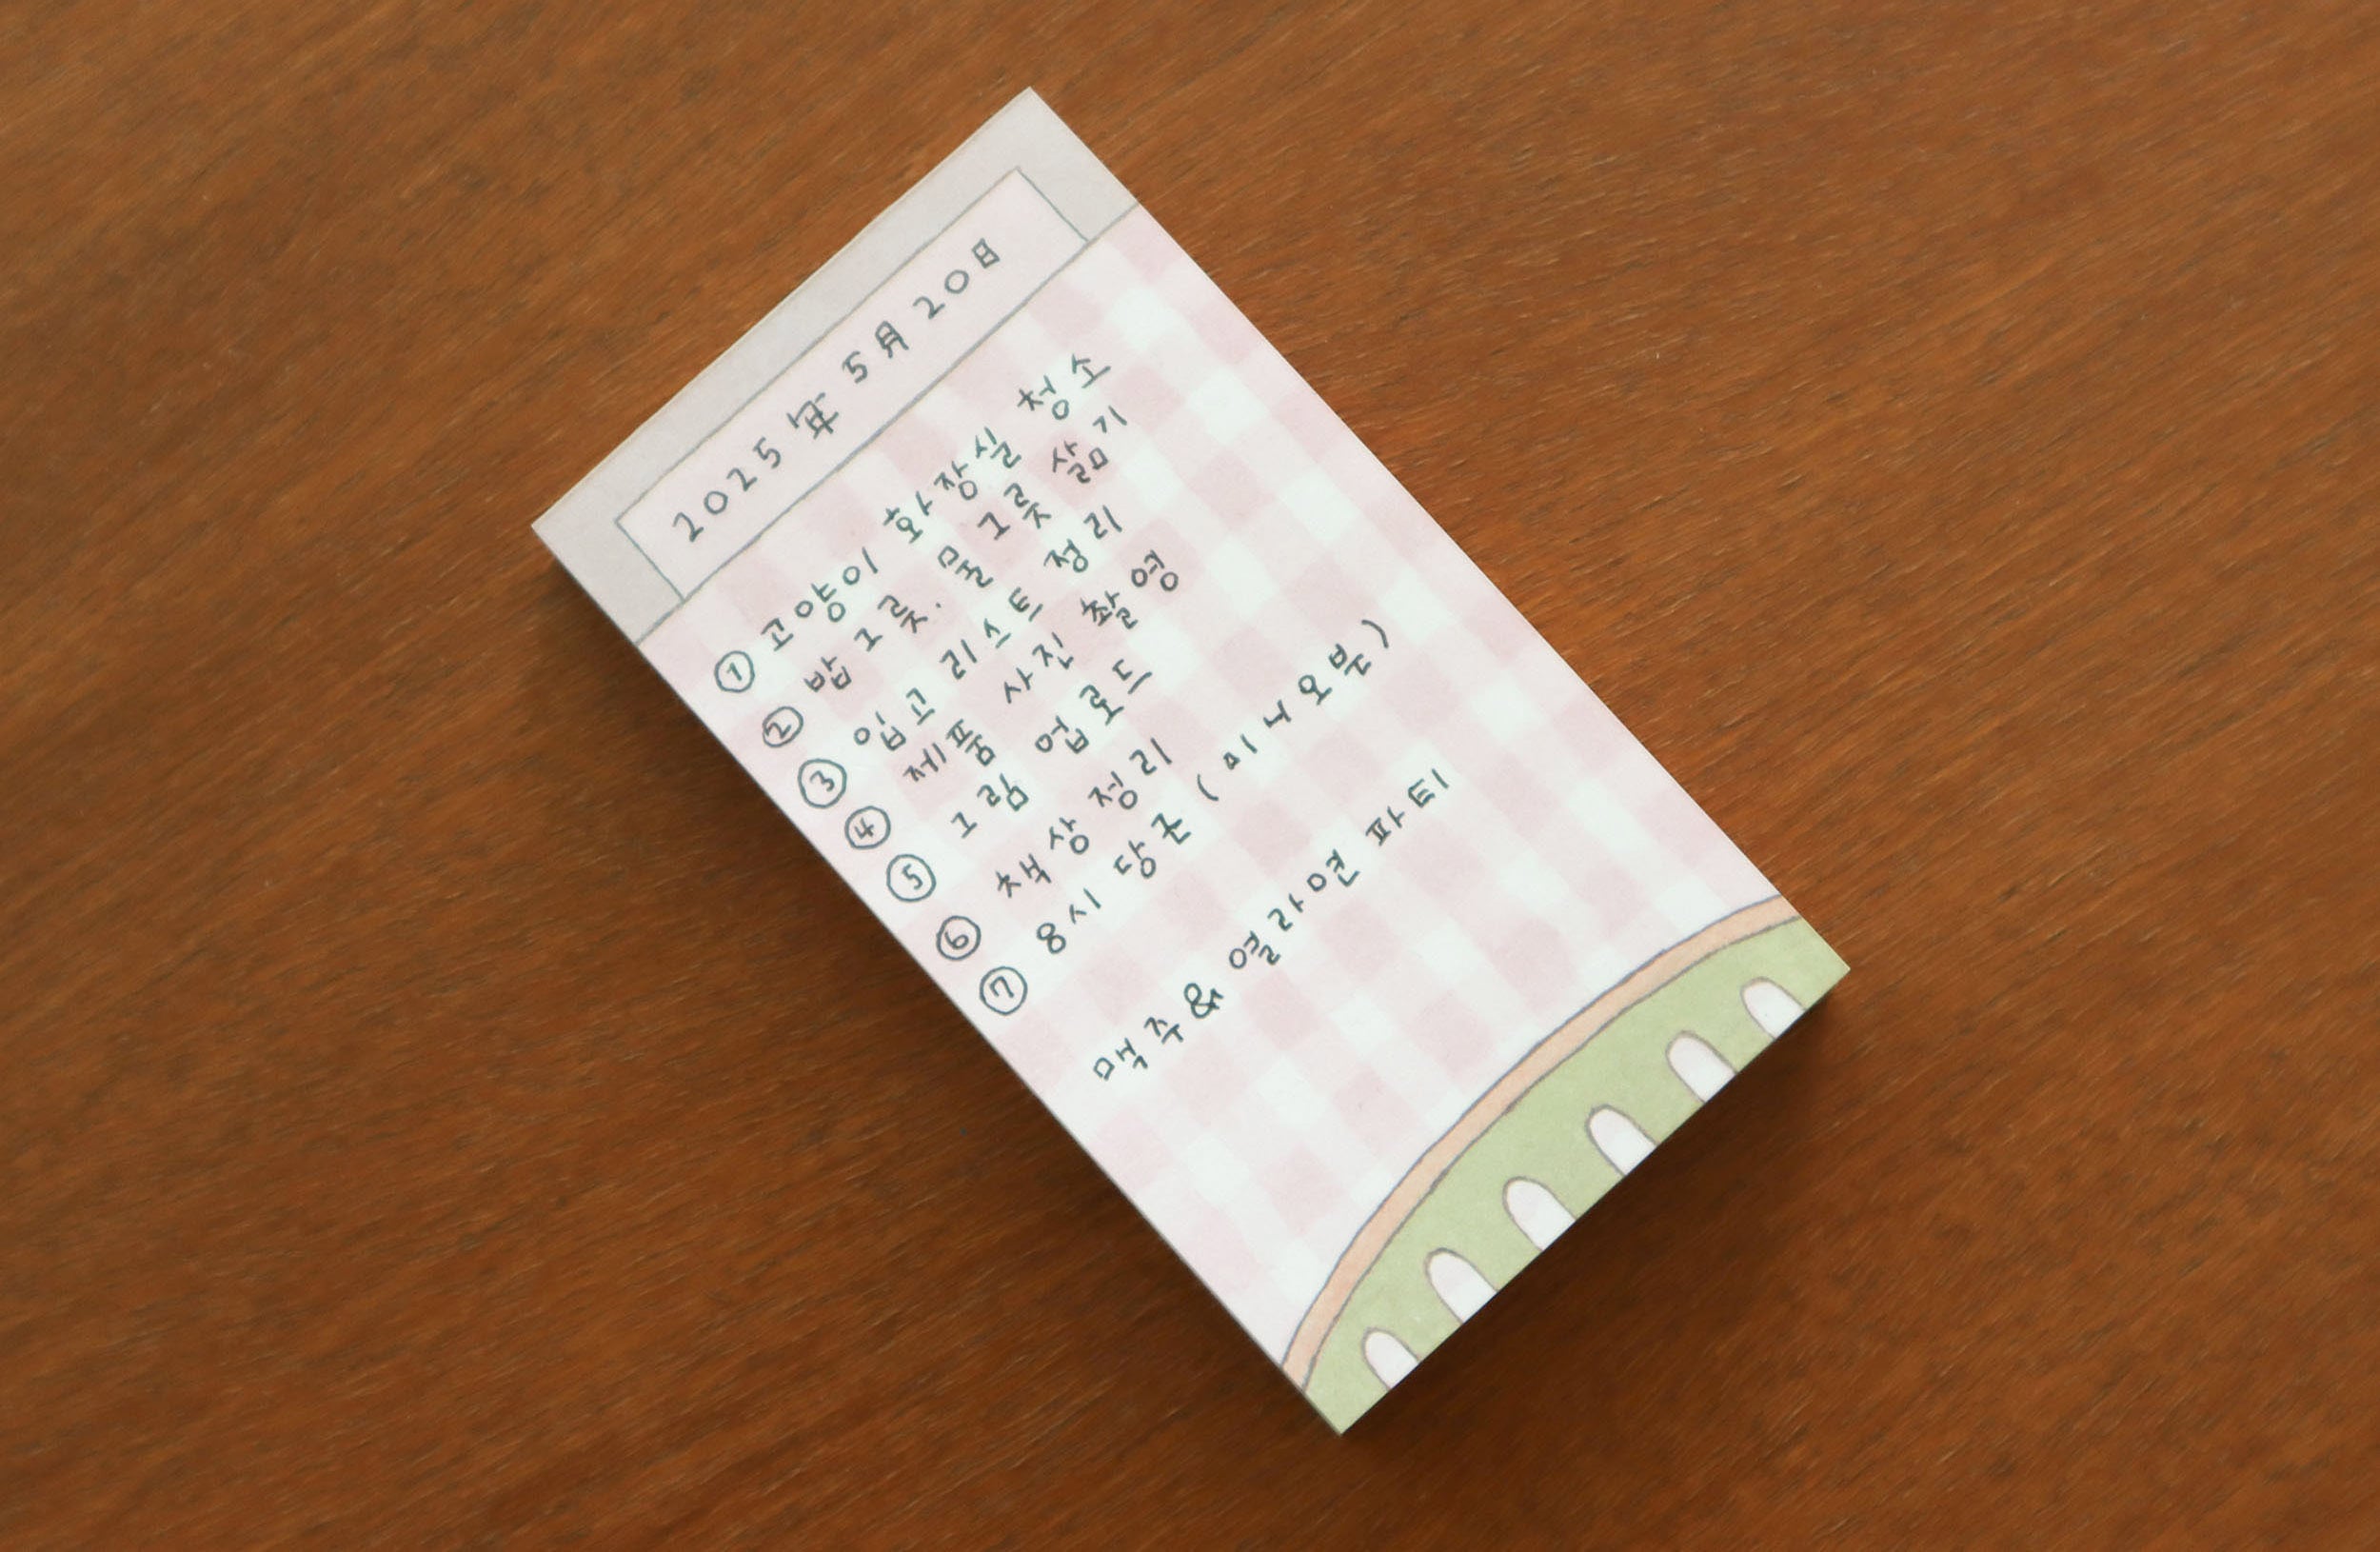 2025年 5月 20日
① 고양이 화장실 청소
② 밥그릇. 물그릇 삶기
③ 입고 리스트 정리
④ 제품 사진 촬영
⑤ 그림 업로드
⑥ 책상 정리
⑦ 8시 당근 (미니오븐)
맥주 & 열라면 파티